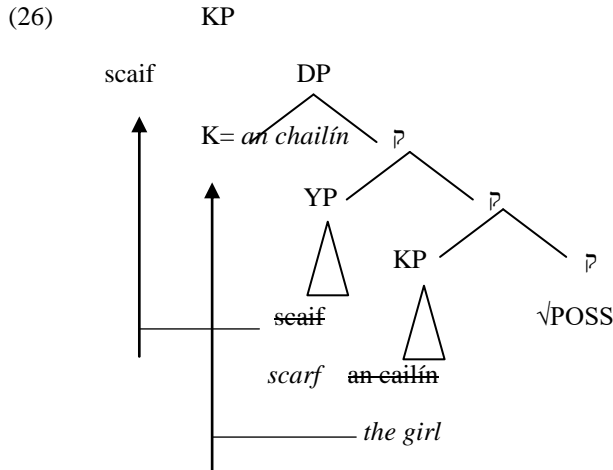 (26) KP
scaif DP
K= an chailín ק
YP ק
KP ק
scaif √POSS
scarf an cailín
the girl